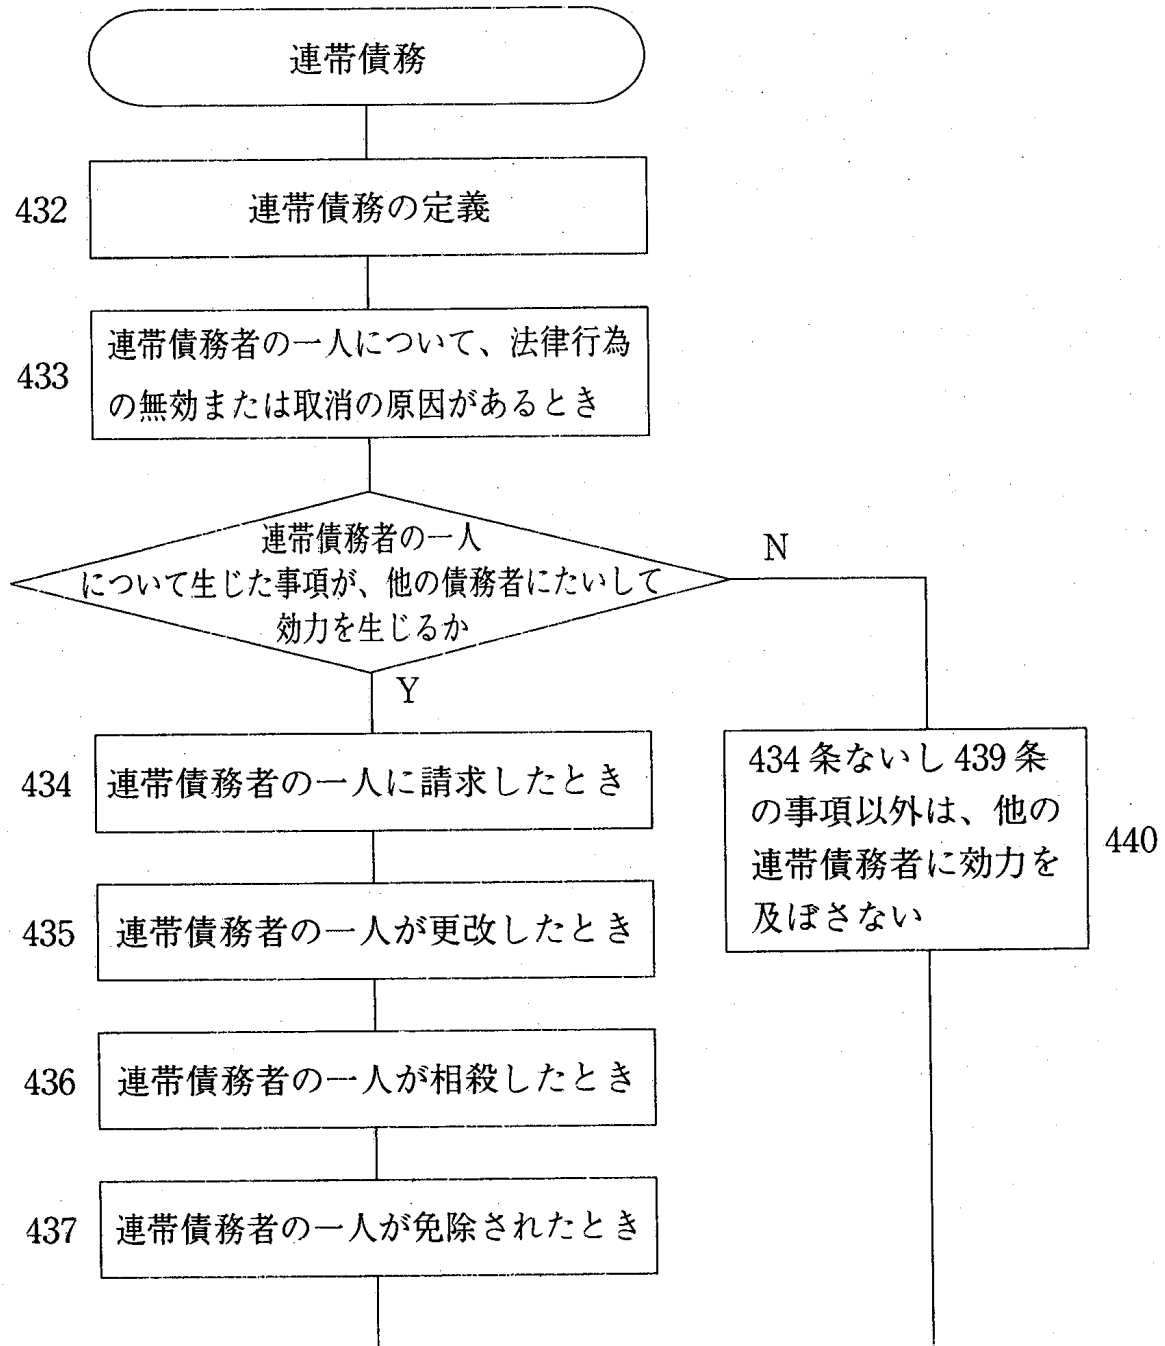 連帯債務
432
連帯債務の定義
433
連帯債務者の一人について、法律行為
の無効または取消の原因があるとき
連帯債務者の一人
について生じた事項が、他の債務者にたいして
効力を生じるか
N
Y
434
連帯債務者の一人に請求したとき
435
連帯債務者の一人が更改したとき
436
連帯債務者の一人が相殺したとき
437
連帯債務者の一人が免除されたとき
434条ないし439条
の事項以外は、他の
連帯債務者に効力を
及ぼさない
440